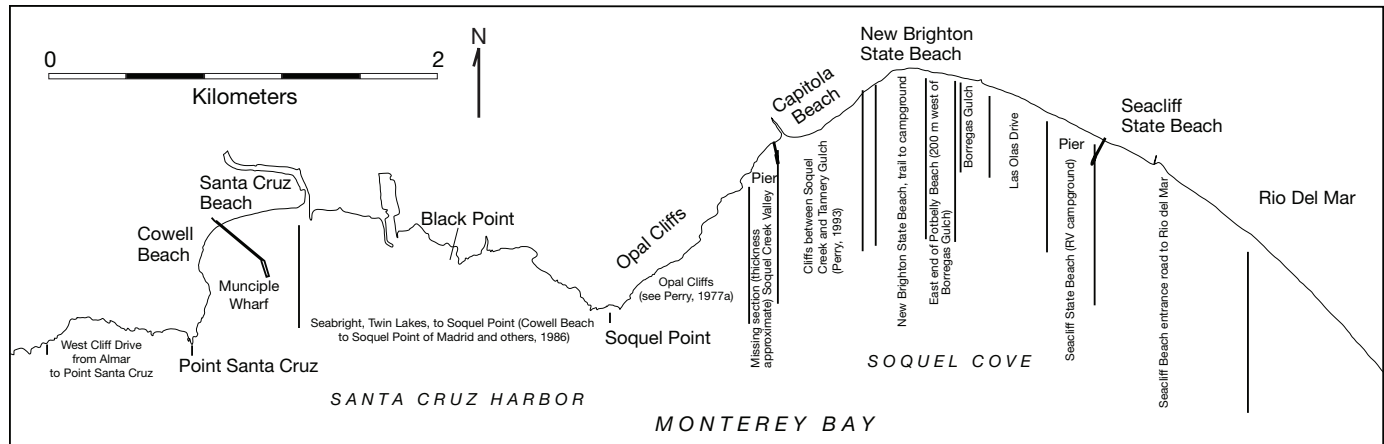 0
2
Kilometers
N
New Brighton
State Beach
Capitola
Beach
Seacliff
State Beach
Rio Del Mar
Santa Cruz
Beach
Cowell
Beach
Munciple
Wharf
Black Point
Opal Cliffs
Opal Cliffs
(see Perry, 1977a)
Pier
Missing section (thickness
approximate) Soquel Creek Valley
Cliffs between Soquel
Creek and Tannery Gulch
(Perry, 1993)
New Brighton State Beach, trail to campground
East end of Potbelly Beach (200 m west of
Borregas Gulch)
Borregas Gulch
Las Olas Drive
Pier
Seacliff State Beach (RV campground)
Seacliff Beach entrance road to Rio del Mar
West Cliff Drive
from Almar
to Point Santa Cruz
Point Santa Cruz
Seabright, Twin Lakes, to Soquel Point (Cowell Beach
to Soquel Point of Madrid and others, 1986)
Soquel Point
SOQUEL COVE
SANTA CRUZ HARBOR
MONTEREY BAY